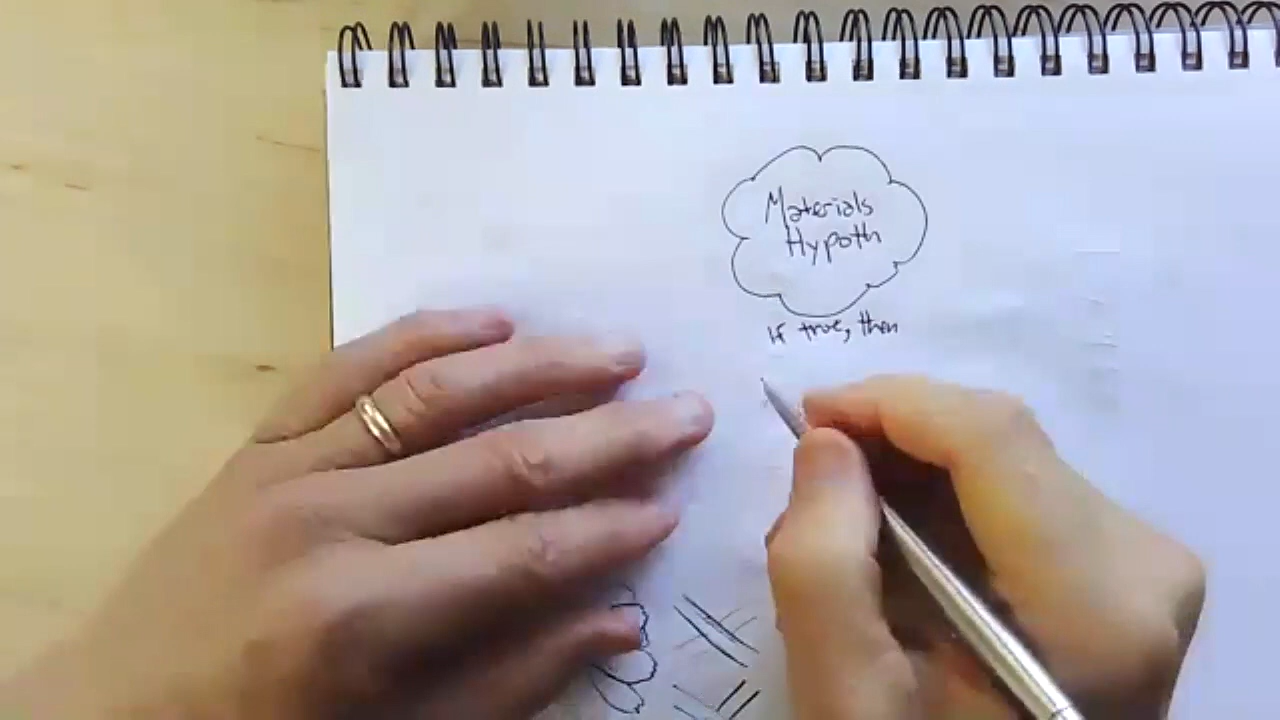 Materials
Hypoth
if true, then